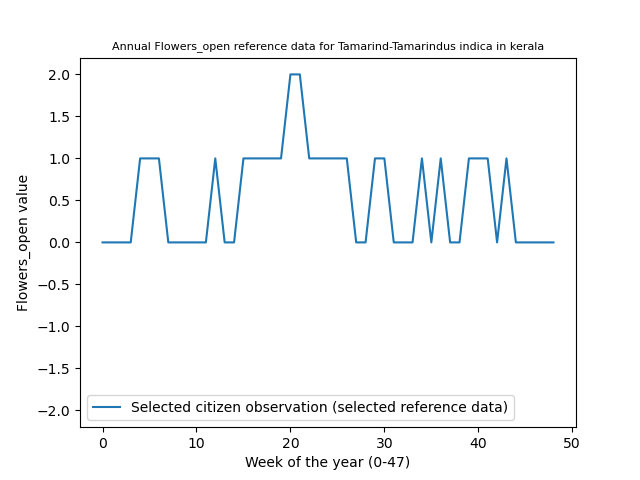 Annual Flowers_open reference data for Tamarind-Tamarindus indica in kerala
2.0
1.5
1.0
0.5
0.0
−0.5
−1.0
−1.5
−2.0
Flowers_open value
Selected citizen observation (selected reference data)
0 10 20 30 40 50
Week of the year (0-47)